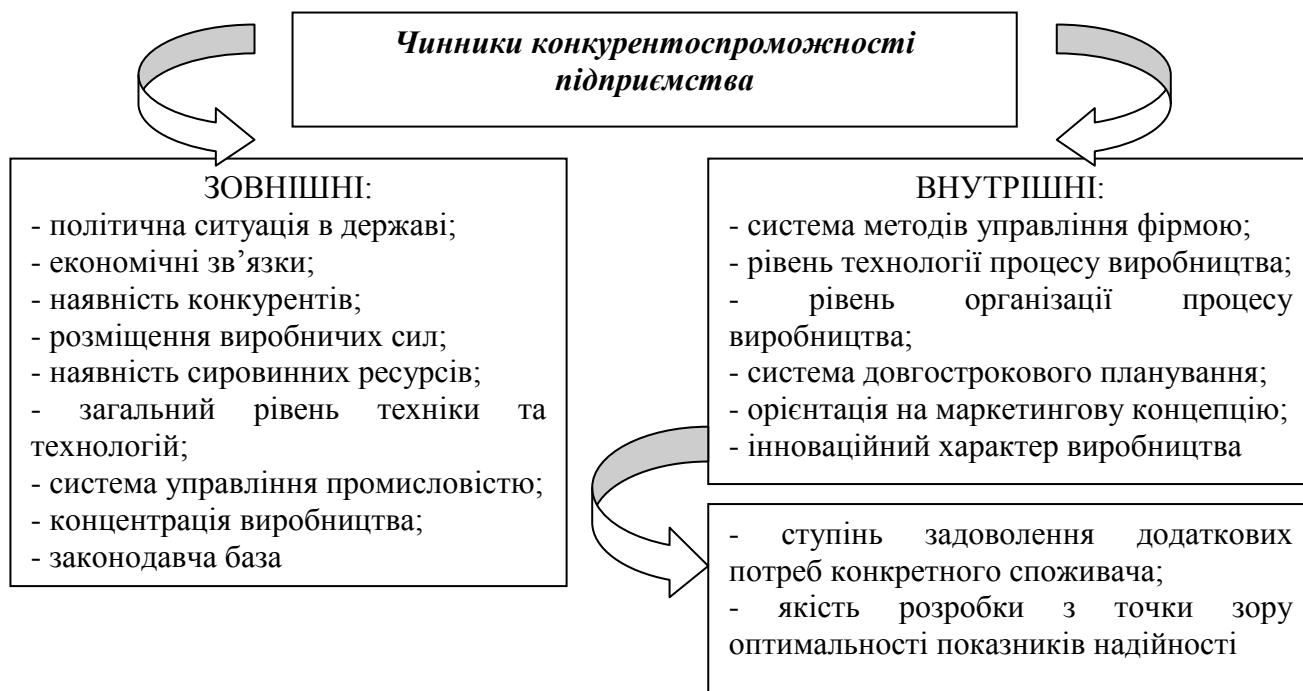 Чинники конкурентоспроможності
підприємства
ЗОВНІШНІ:
- політична ситуація в державі;
- економічні зв’язки;
- наявність конкурентів;
- розміщення виробничих сил;
- наявність сировинних ресурсів;
- загальний рівень техніки та
технологій;
- система управління промисловістю;
- концентрація виробництва;
- законодавча база
ВНУТРІШНІ:
- система методів управління фірмою;
- рівень технології процесу виробництва;
- рівень організації процесу
виробництва;
- система довгострокового планування;
- орієнтація на маркетингову концепцію;
- інноваційний характер виробництва
- ступінь задоволення додаткових
потреб конкретного споживача;
- якість розробки з точки зору
оптимальності показників надійності